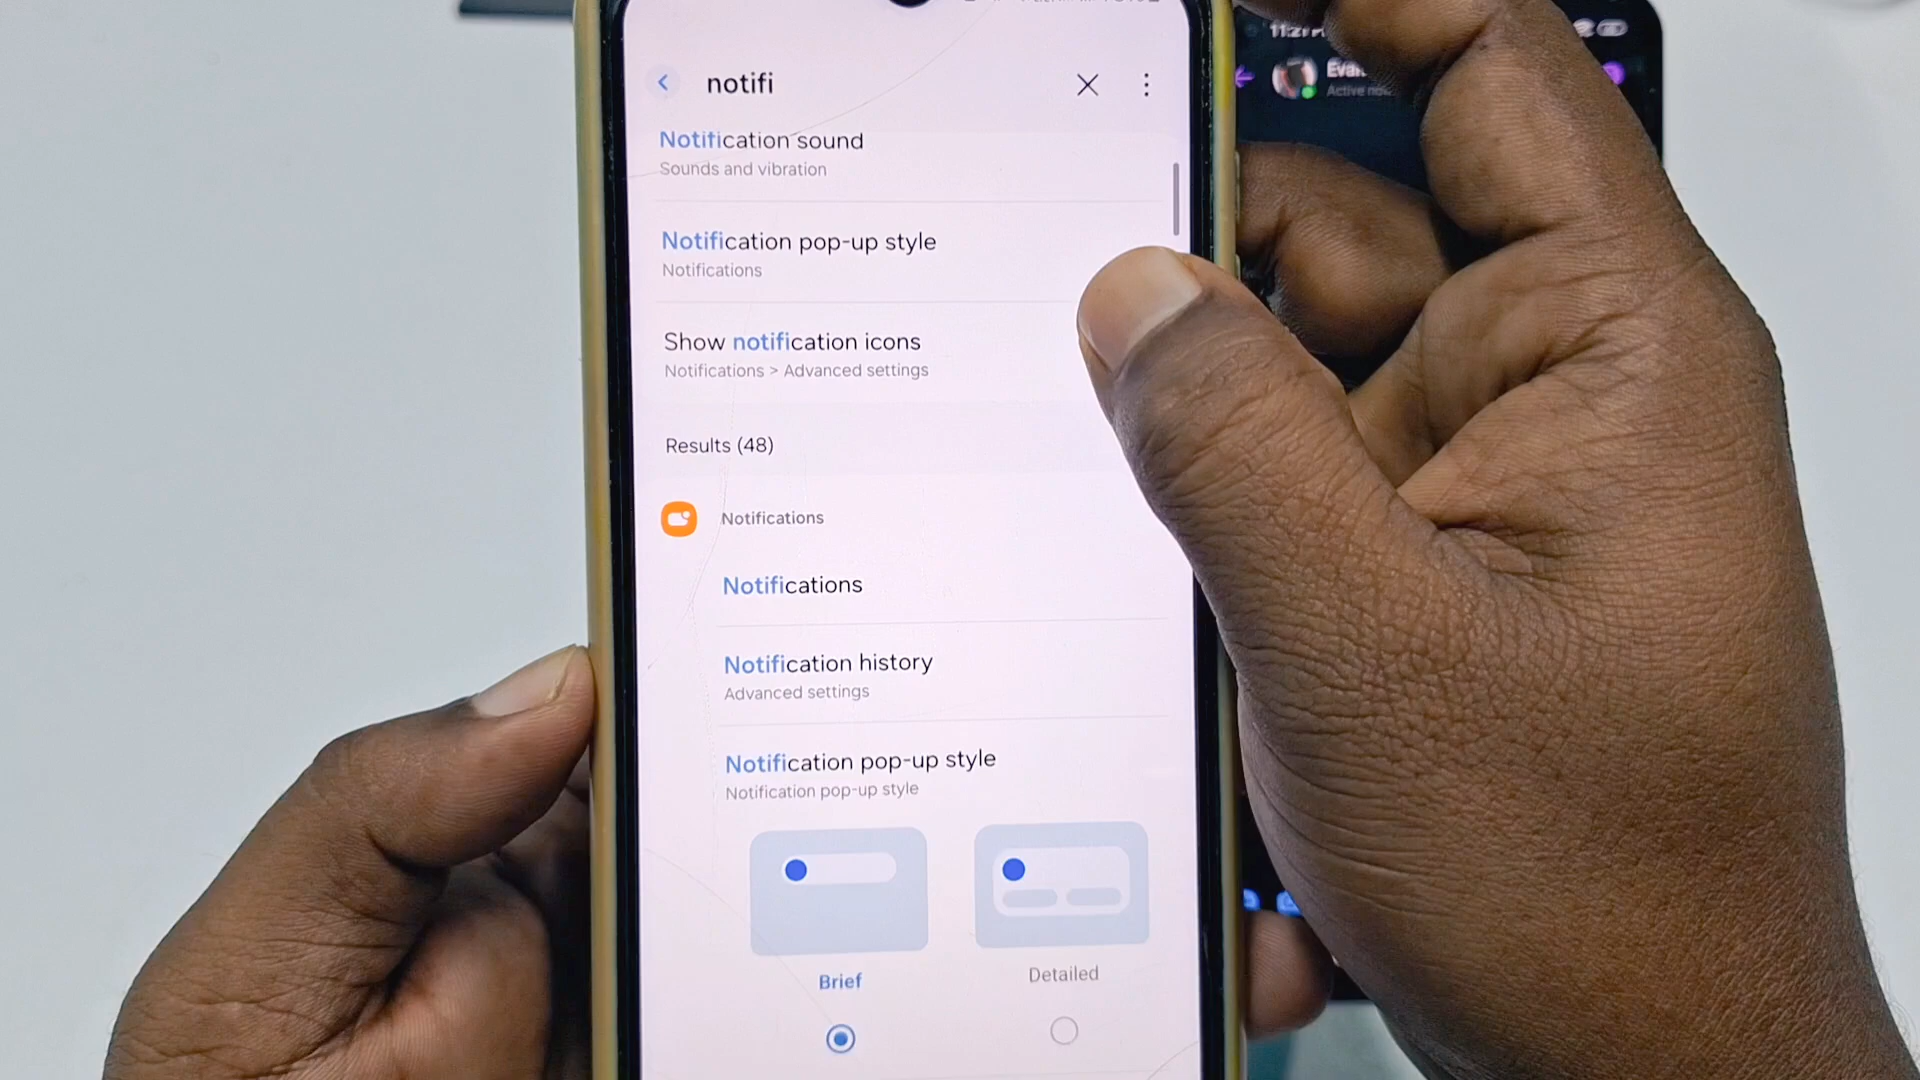 notifi
Notification sound
Sounds and vibration
Notification pop-up style
Notifications
Show notification icons
Notifications > Advanced settings
Results (48)
Notifications
Notifications
Notification history
Advanced settings
Notification pop-up style
Notification pop-up style
Brief
Detailed
Active